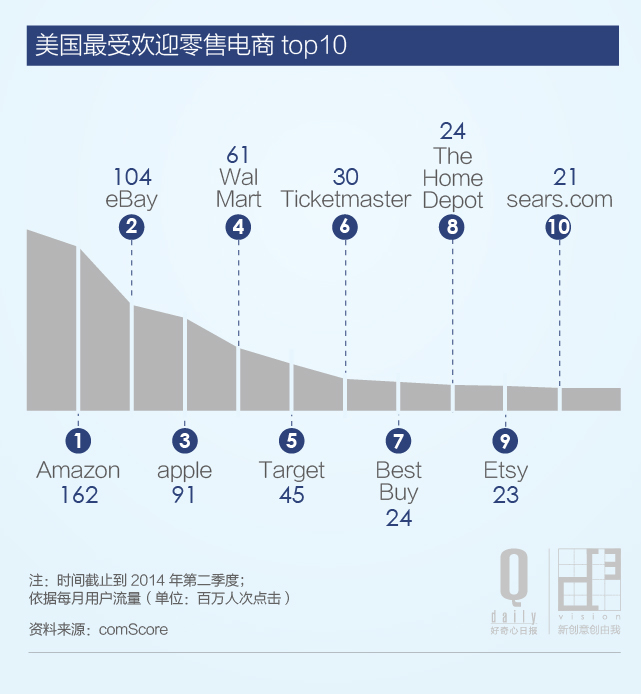 美国最受欢迎零售电商 top10
104
eBay
2
61
Wal
Mart
4
30
Ticketmaster
6
24
The
Home
Depot
8
21
sears.com
10
1
Amazon
162
3
apple
91
5
Target
45
7
Best
Buy
24
9
Etsy
23
注：时间截止到 2014 年第二季度；
依据每月用户流量（单位：百万人次点击）
资料来源：comScore
Q
daily
好奇心日报
vision
新创意创由我